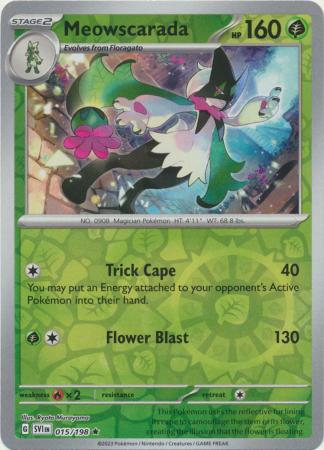 STAGE2
Meowscarada
HP 160
Evolves from Floragato
NO. 0908 Magician Pokémon HT: 4'11" WT: 68.8 lbs.
Trick Cape 40
You may put an Energy attached to your opponent's Active
Pokémon into their hand.
Flower Blast 130
weakness ×2 resistance retreat
Illus. Ryota Murayama
G SVI EN 015/198
This Pokémon uses the reflective fur lining
its cape to camouflage the stem of its flower,
creating the illusion that the flower is floating.
©2023 Pokémon / Nintendo / Creatures / GAME FREAK